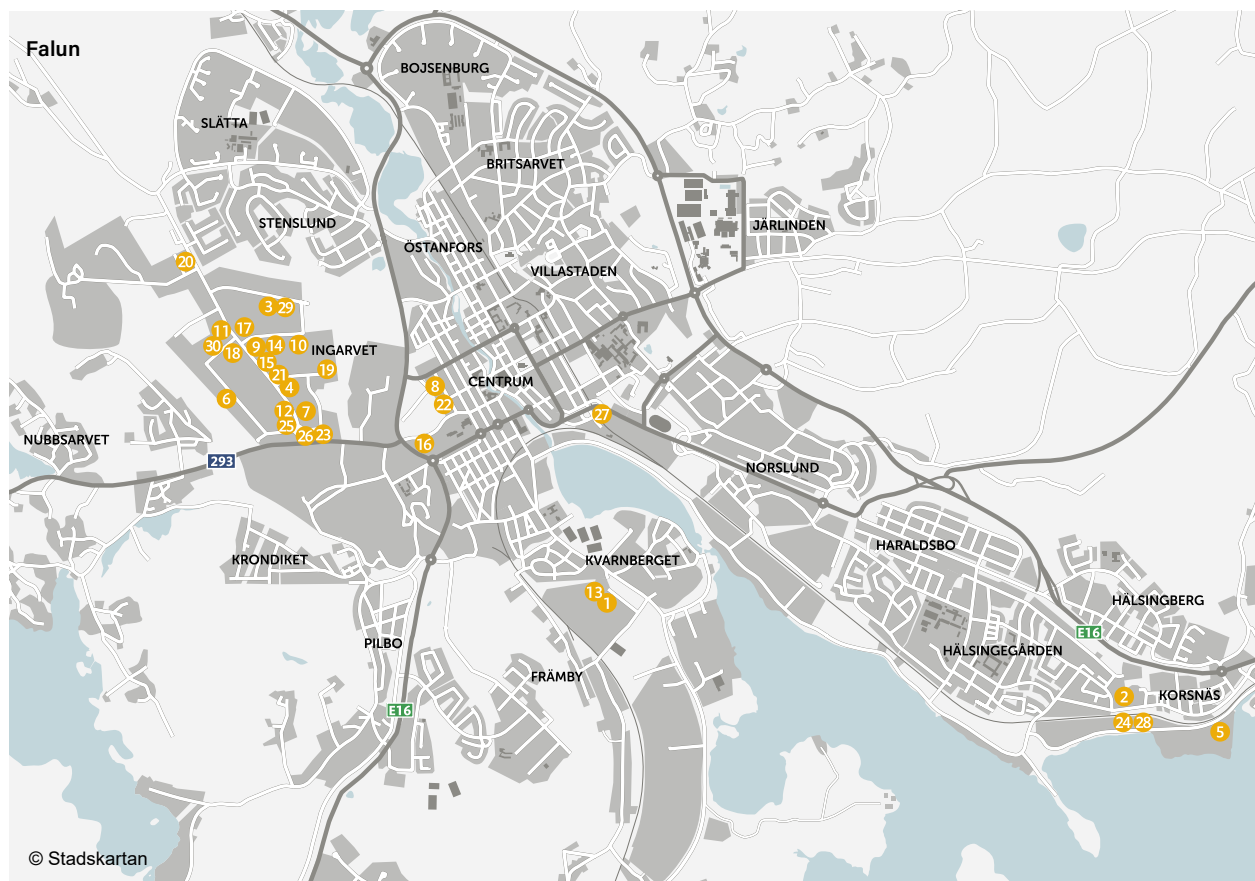 Falun
BOJSENBURG
SLÄTTA
BRITSARVET
STENSLUND
JÄRLINDEN
ÖSTANFORS
20
VILLASTADEN
3 29
11 17
30 18 9 14 10 INGARVET
15
21 19
4
CENTRUM
8
6
22
12 7
27
25
26 23
NUBBSARVET
16
293
NORSLUND
HARALDSBO
KRONDIKET
KVARNBERGET
13
1
HÄLSINGBERG
E16
PILBO
HÄLSINGEGÅRDEN
FRÄMBY
2
KORSNÄS
E16
24 28
5
© Stadskartan